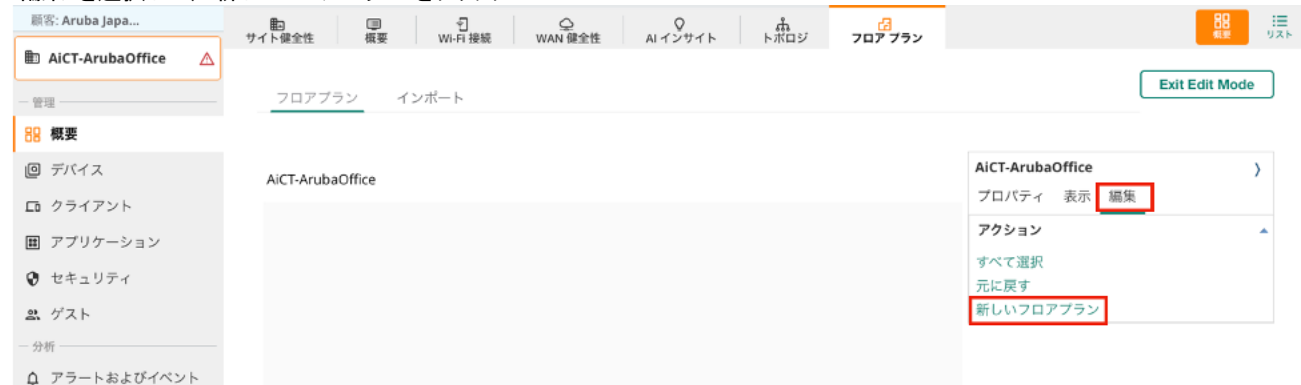 顧客: Aruba Japa...
AiCT-ArubaOffice
管理
概要
デバイス
クライアント
アプリケーション
セキュリティ
ゲスト
分析
アラートおよびイベント
サイト健全性
概要
Wi-Fi 接続
WAN 健全性
AI インサイト
トポロジ
フロア プラン
概要
リスト
フロアプラン
インポート
Exit Edit Mode
AiCT-ArubaOffice
AiCT-ArubaOffice
プロパティ 表示 編集
アクション
すべて選択
元に戻す
新しいフロアプラン